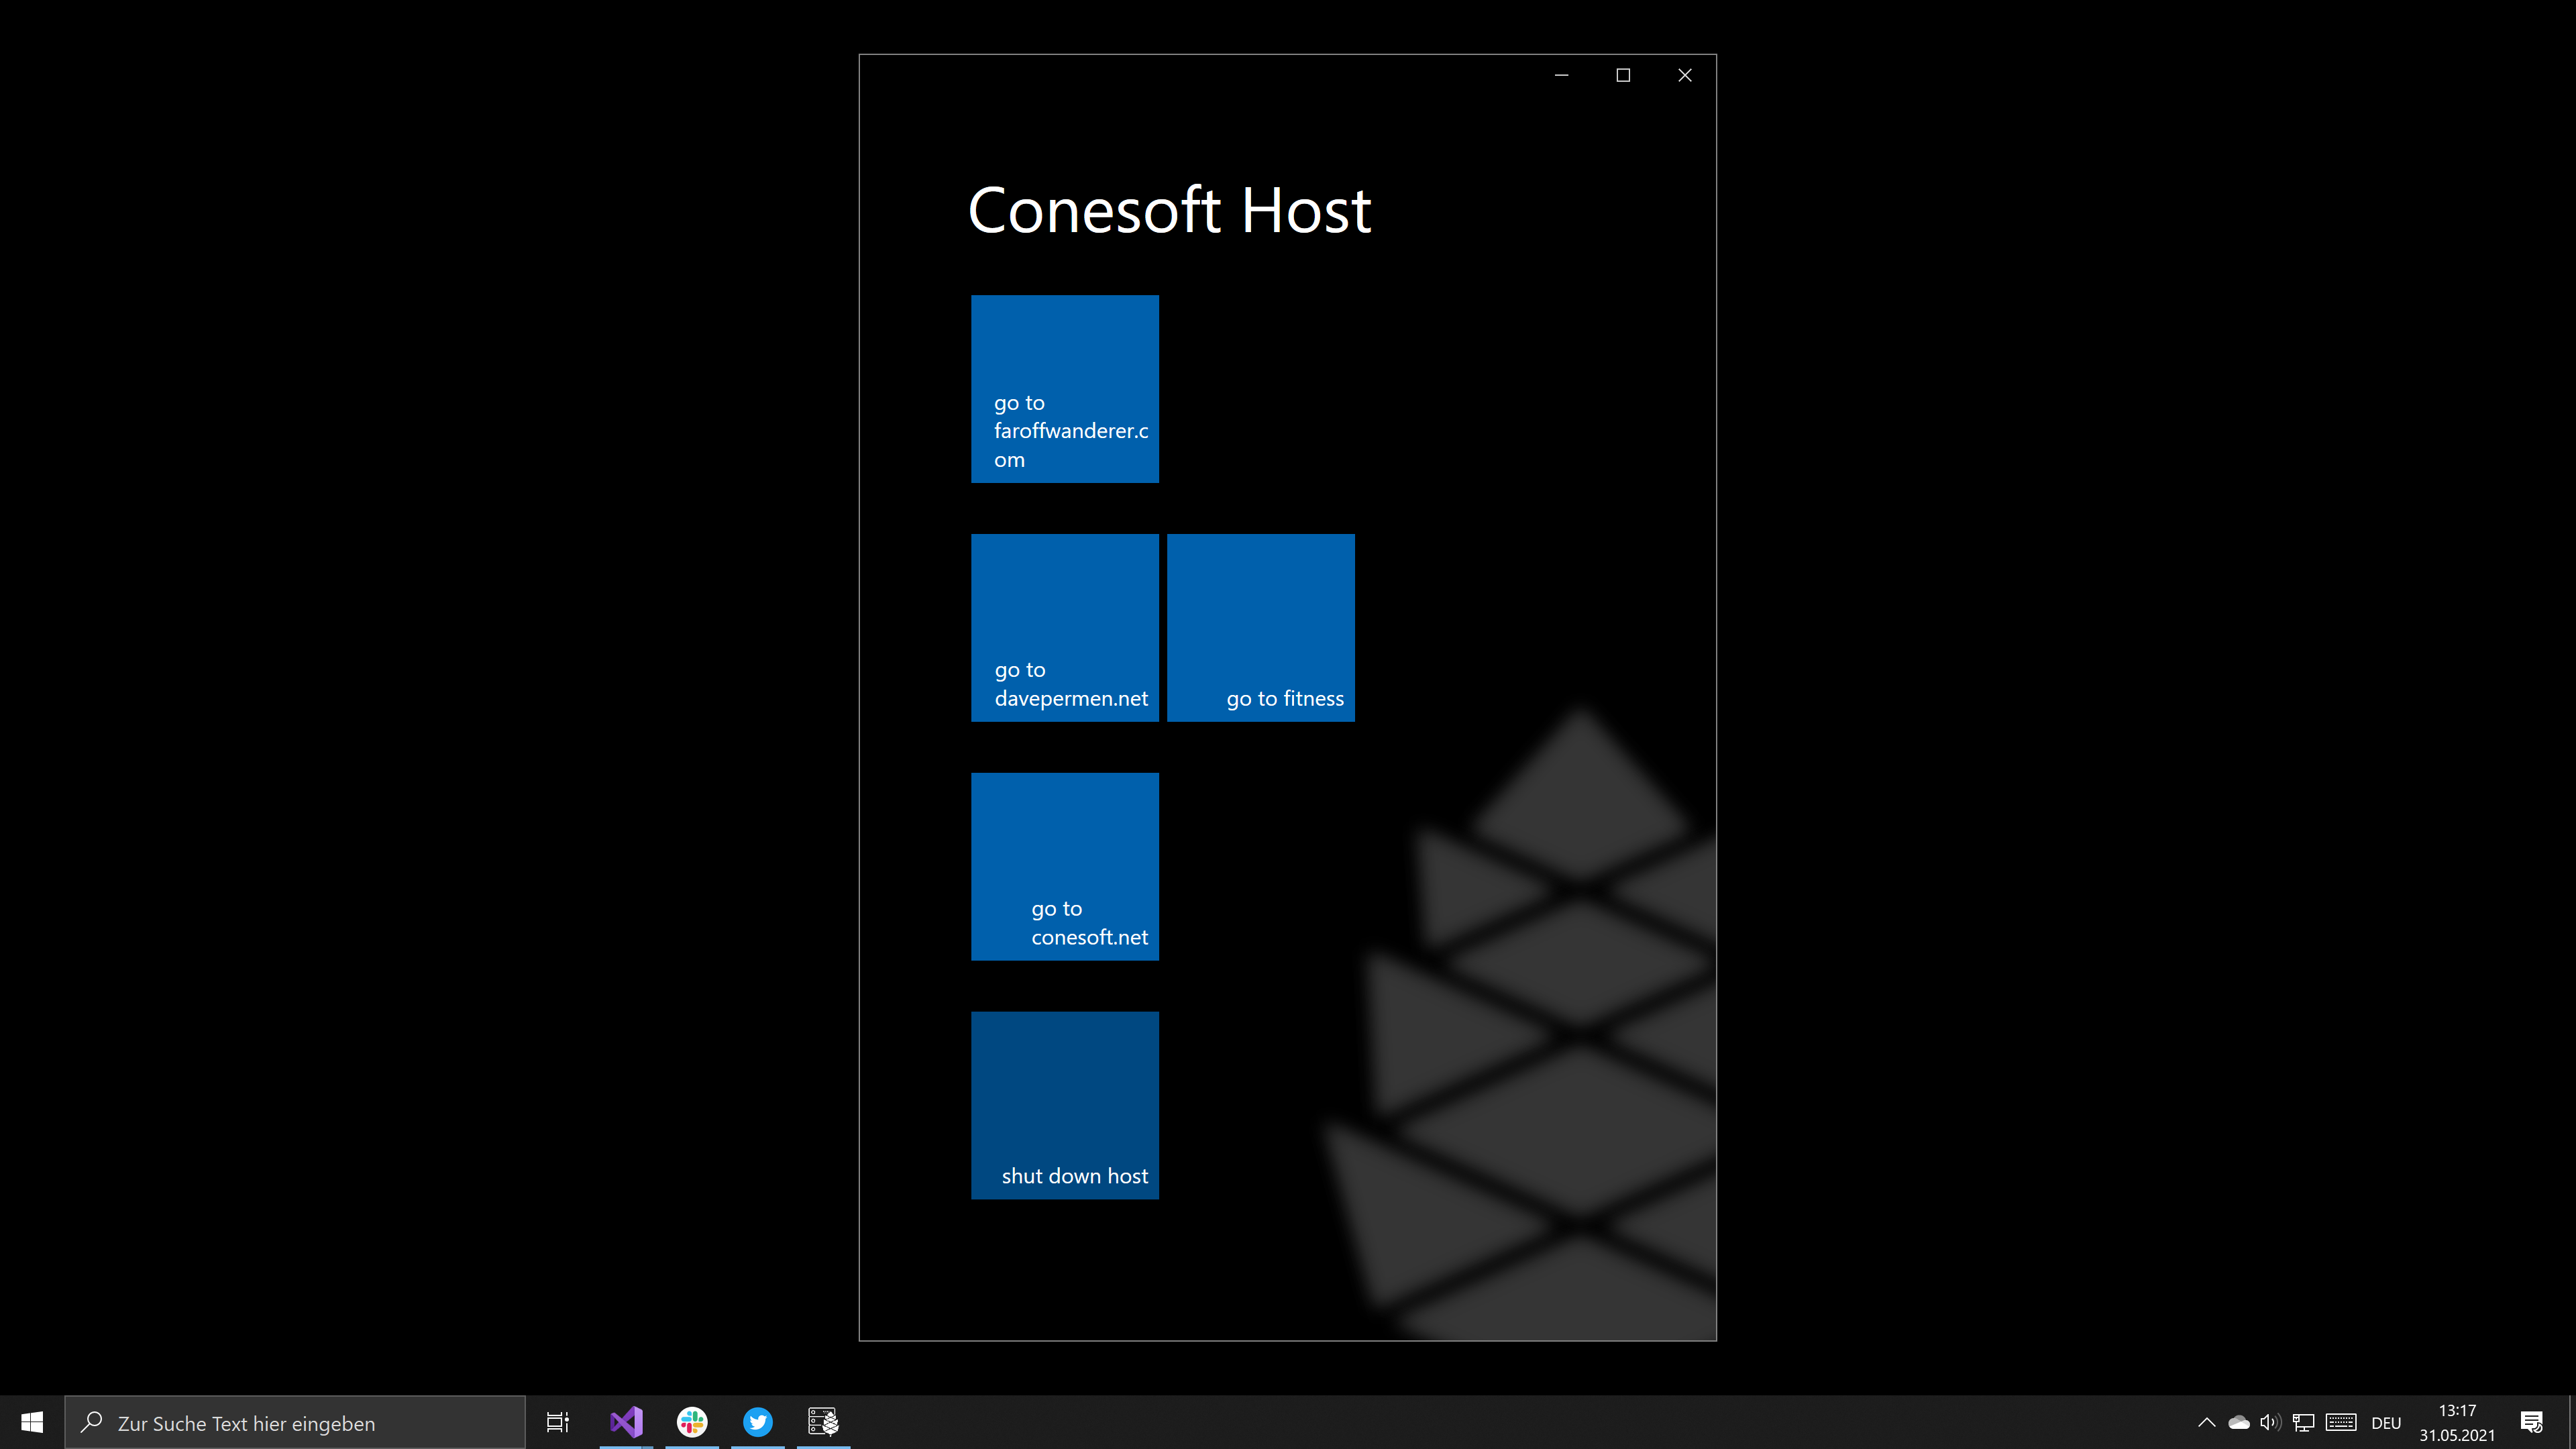 Conesoft Host
go to
faroffwanderer.c
om
go to
davepermen.net
go to fitness
go to
conesoft.net
shut down host
Zur Suche Text hier eingeben
DEU
13:17
31.05.2021